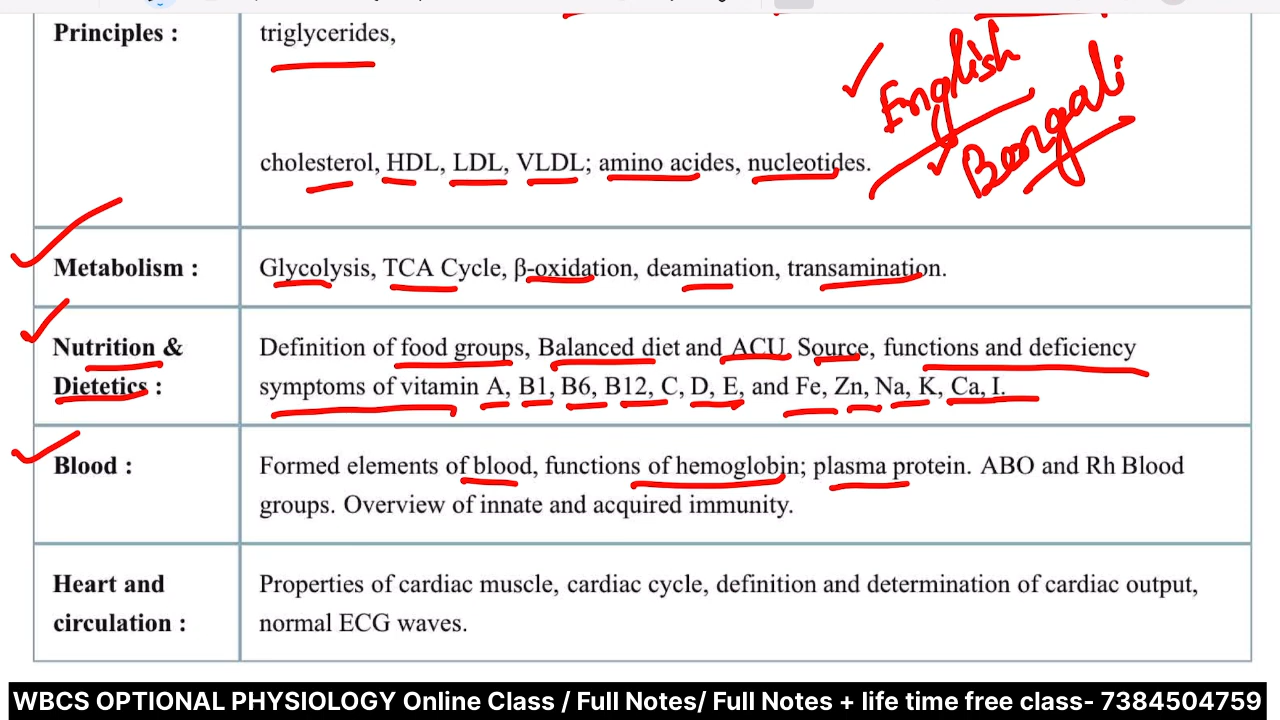 Principles :
triglycerides,
English
Bengali
cholesterol, HDL, LDL, VLDL; amino acides, nucleotides.
Metabolism :
Glycolysis, TCA Cycle, β-oxidation, deamination, transamination.
Nutrition &
Dietetics :
Definition of food groups, Balanced diet and ACU, Source, functions and deficiency
symptoms of vitamin A, B1, B6, B12, C, D, E, and Fe, Zn, Na, K, Ca, I.
Blood :
Formed elements of blood, functions of hemoglobin; plasma protein. ABO and Rh Blood
groups. Overview of innate and acquired immunity.
Heart and
circulation :
Properties of cardiac muscle, cardiac cycle, definition and determination of cardiac output,
normal ECG waves.
WBCS OPTIONAL PHYSIOLOGY Online Class / Full Notes/ Full Notes + life time free class- 7384504759